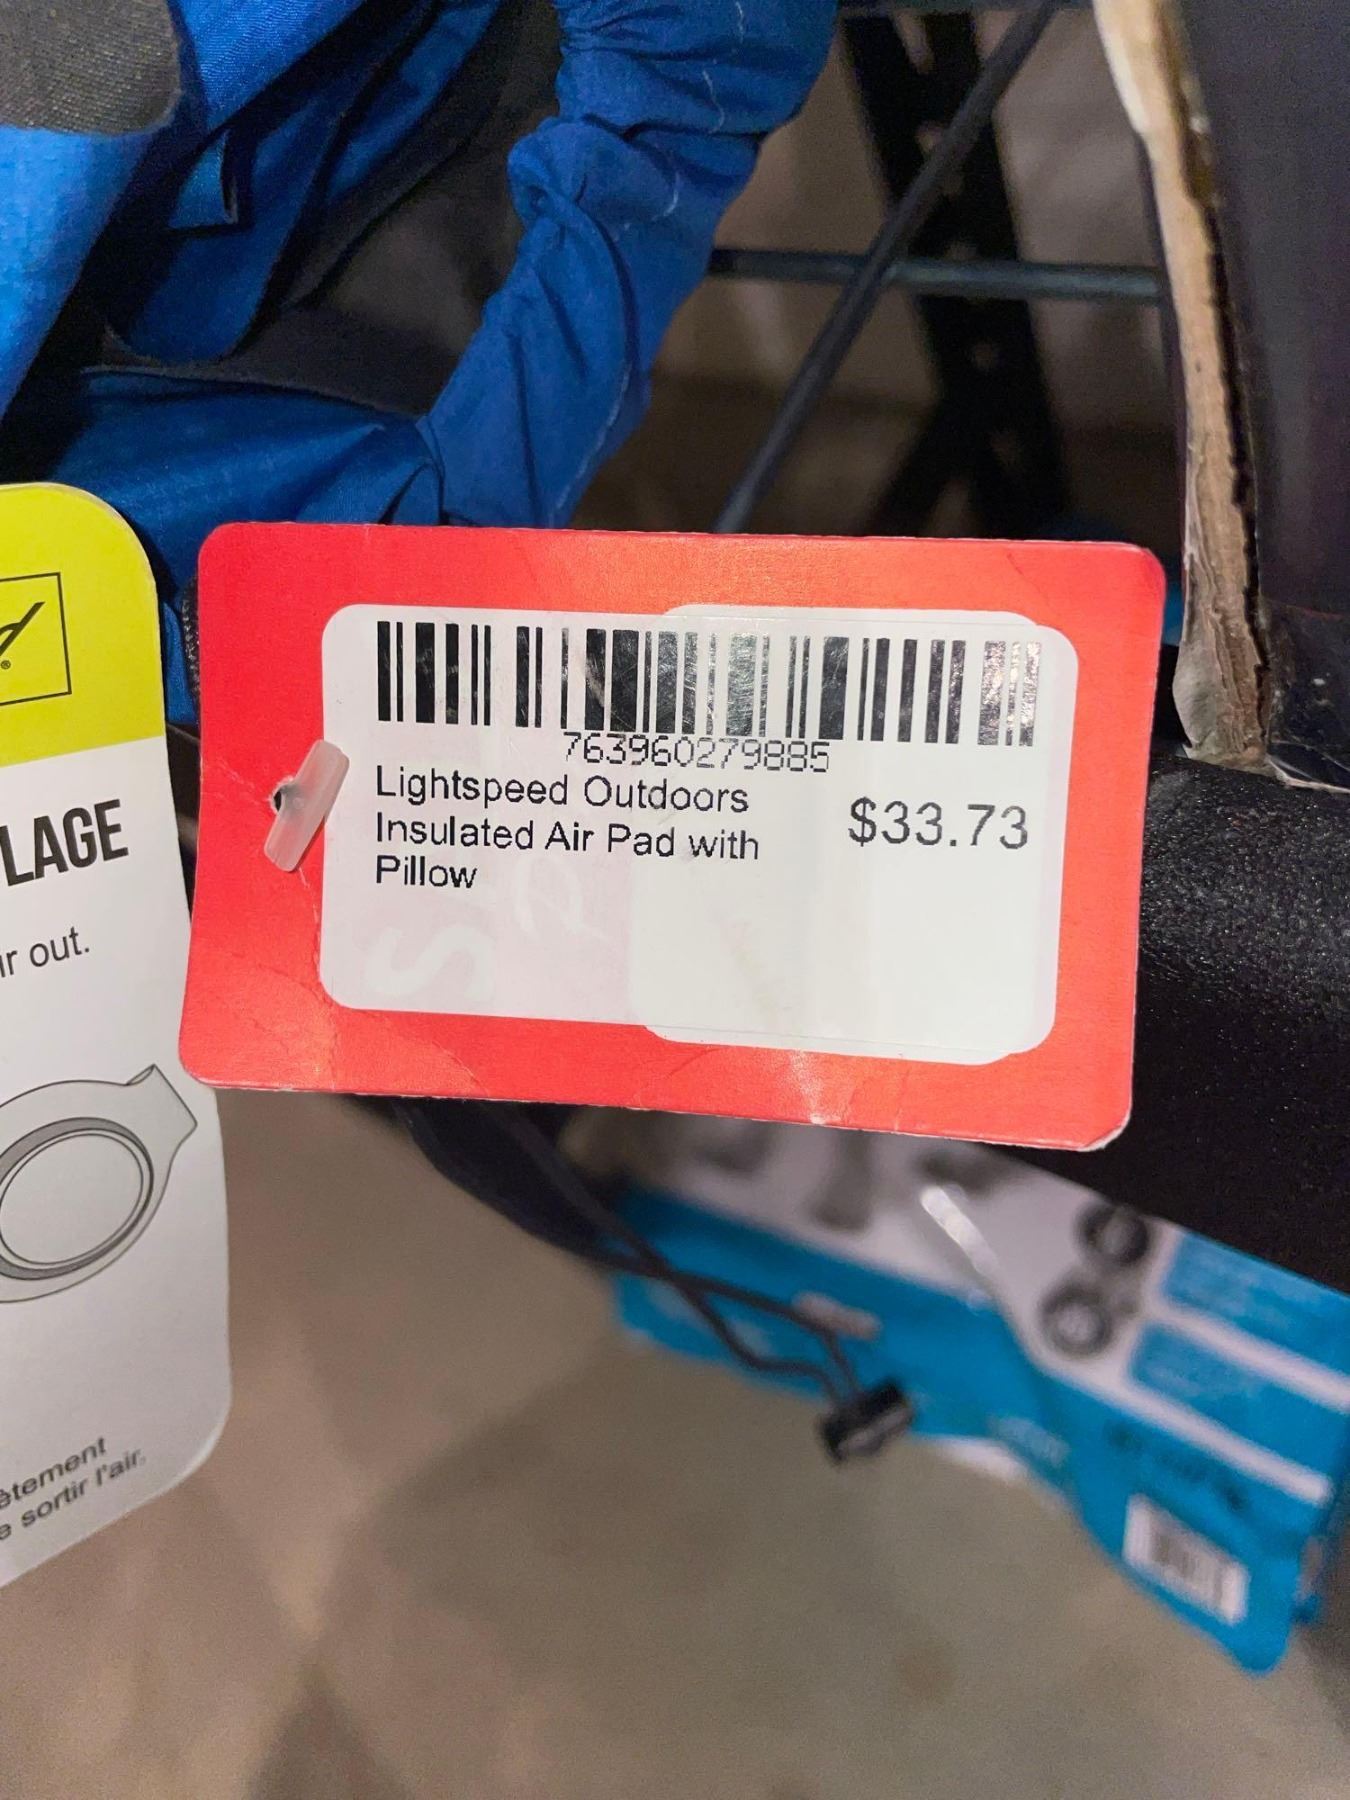 763960279885
Lightspeed Outdoors
Insulated Air Pad with
Pillow
$33.73
LAGE
ir out.
ètement
e sortir l'air.